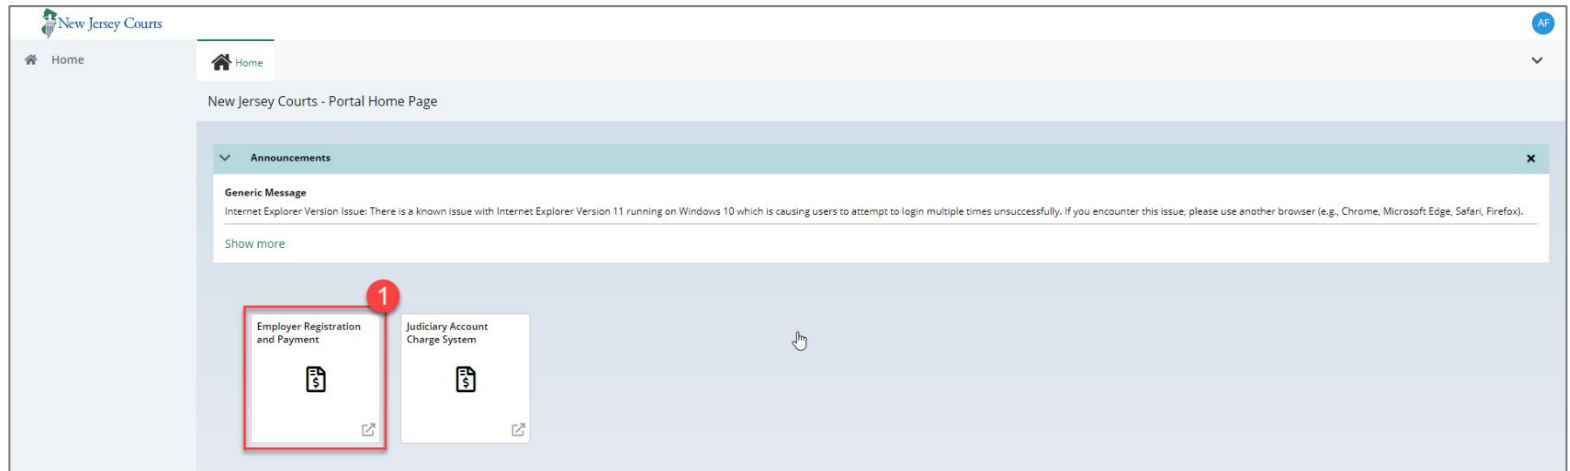 New Jersey Courts
AF
Home
Home
New Jersey Courts - Portal Home Page
Announcements
Generic Message
Internet Explorer Version Issue: There is a known issue with Internet Explorer Version 11 running on Windows 10 which is causing users to attempt to login multiple times unsuccessfully. If you encounter this issue, please use another browser (e.g., Chrome, Microsoft Edge, Safari, Firefox).
Show more
1
Employer Registration
and Payment
Judiciary Account
Charge System